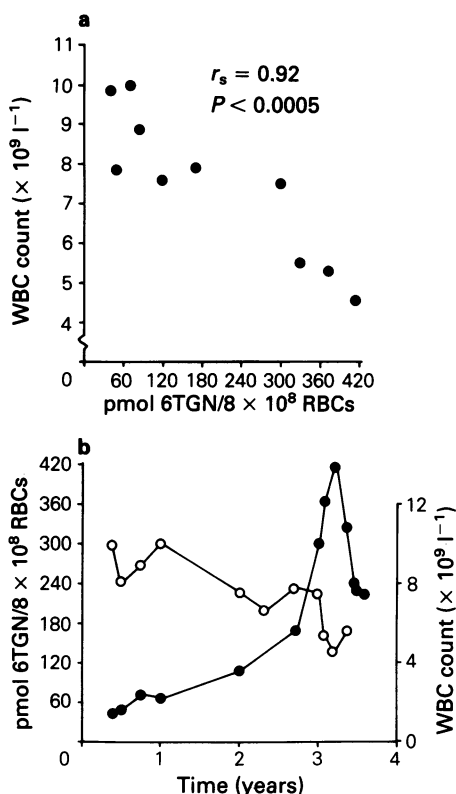 a
11
10
9
8
7
6
5
4
0
WBC count (× 10⁹ l⁻¹)
r_s = 0.92
P < 0.0005
60 120 180 240 300 360 420
pmol 6TGN/8 × 10⁸ RBCs
b
420
360
300
240
180
120
60
0
pmol 6TGN/8 × 10⁸ RBCs
12
8
4
0
WBC count (× 10⁹ l⁻¹)
1 2 3 4
Time (years)